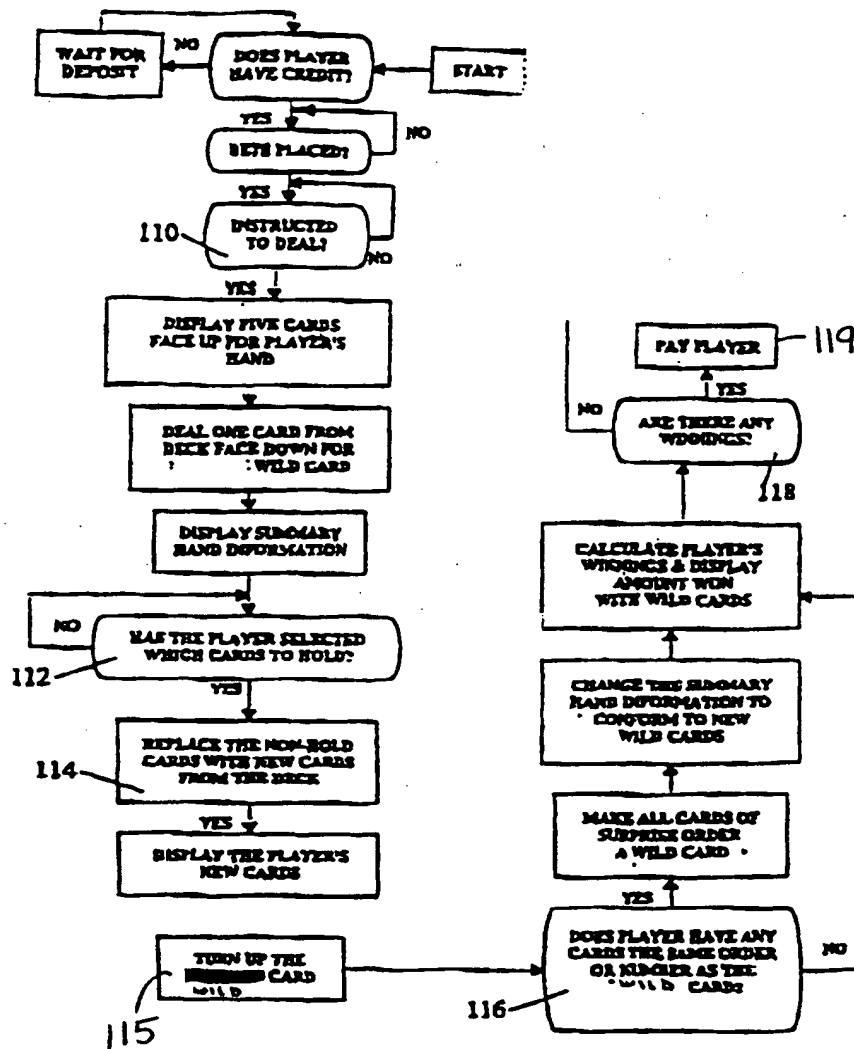 WAIT FOR
DEPOSIT
NO
DOES PLAYER
HAVE CREDIT?
START
YES
NO
BETS PLACED?
YES
110
INSTRUCTED
TO DEAL?
NO
YES
DISPLAY FIVE CARDS
FACE UP FOR PLAYER'S
HAND
DEAL ONE CARD FROM
DECK FACE DOWN FOR
WILD CARD
DISPLAY SUMMARY
HAND INFORMATION
NO
HAS THE PLAYER SELECTED
WHICH CARDS TO HOLD?
112
YES
REPLACE THE NON-HOLD
CARDS WITH NEW CARDS
FROM THE DECK
114
YES
DISPLAY THE PLAYER'S
NEW CARDS
TURN UP THE
CARD
WILD
115
DOES PLAYER HAVE ANY
CARDS THE SAME ORDER
OR NUMBER AS THE
WILD CARD?
NO
116
YES
MAKE ALL CARDS OF
SURPRISE ORDER
A WILD CARD
CHANGE THE SUMMARY
HAND INFORMATION TO
CONFORM TO NEW
WILD CARDS
CALCULATE PLAYER'S
WINNINGS & DISPLAY
AMOUNT WON
WITH WILD CARDS
ARE THERE ANY
WINNINGS?
118
NO
YES
PAY PLAYER
119